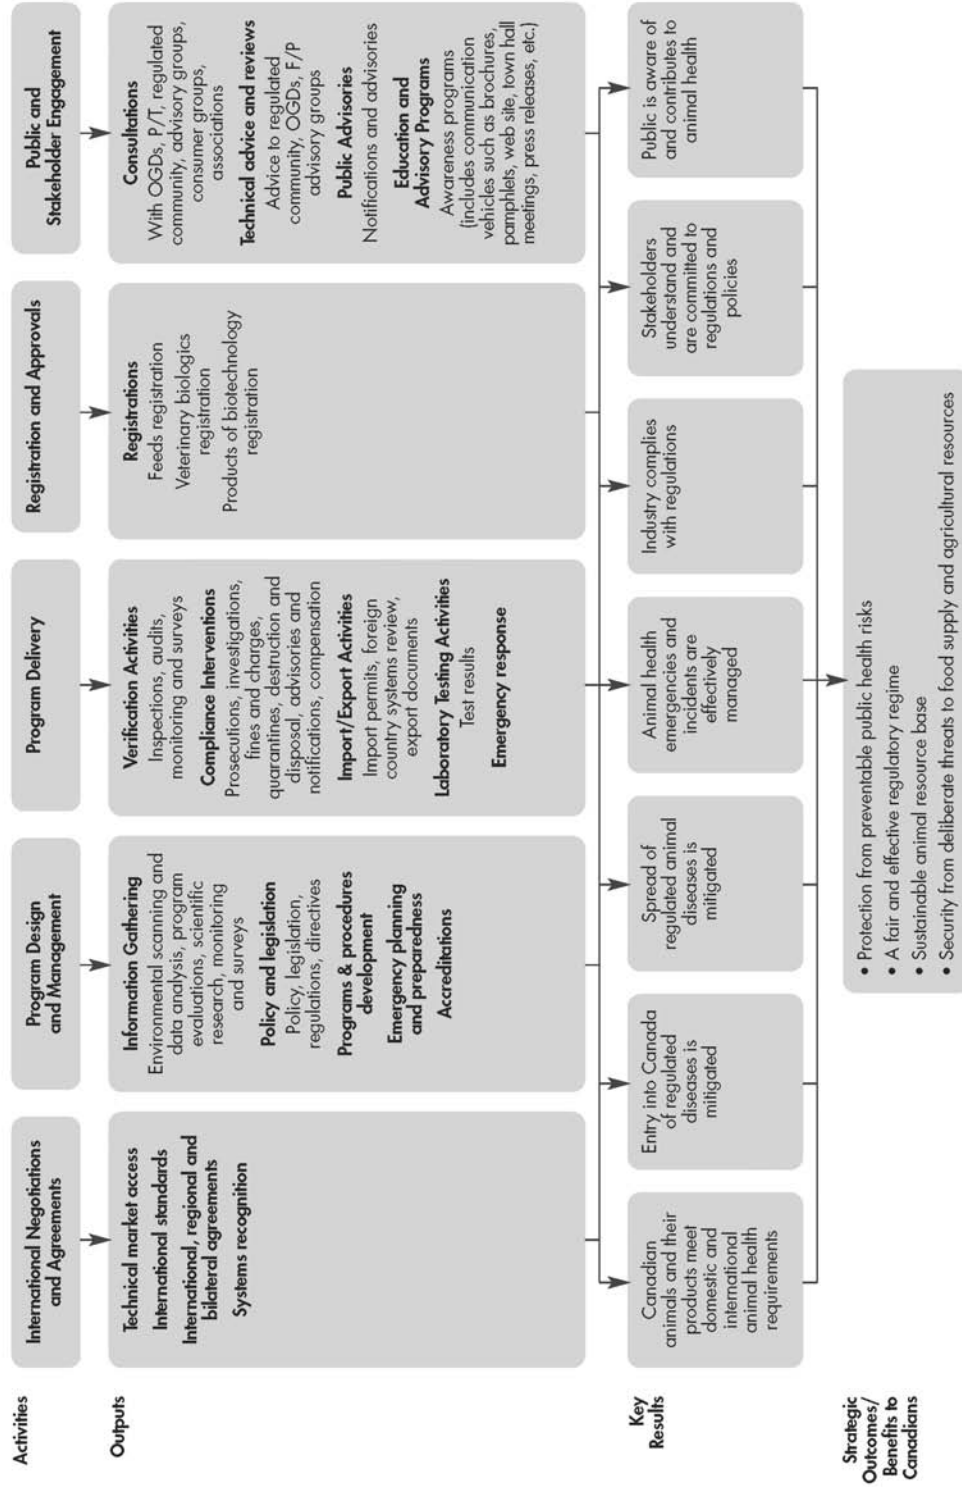 Activities
International Negotiations
and Agreements
Program Design
and Management
Program Delivery
Registration and Approvals
Public and
Stakeholder Engagement
Outputs
Technical market access
International standards
International, regional and
bilateral agreements
Systems recognition
Information Gathering
Environmental scanning and
data analysis, program
evaluations, scientific
research, monitoring
and surveys
Policy and legislation
Policy, legislation,
regulations, directives
Programs & procedures
development
Emergency planning
and preparedness
Accreditations
Verification Activities
Inspections, audits,
monitoring and surveys
Compliance Interventions
Prosecutions, investigations,
fines and charges,
quarantines, destruction and
disposal, advisories and
notifications, compensation
Import/Export Activities
Import permits, foreign
country systems review,
export documents
Laboratory Testing Activities
Test results
Emergency response
Registrations
Feeds registration
Veterinary biologics
registration
Products of biotechnology
registration
Consultations
With OGDs, P/T, regulated
community, advisory groups,
consumer groups,
associations
Technical advice and reviews
Advice to regulated
community, OGDs, F/P
advisory groups
Public Advisories
Notifications and advisories
Education and
Advisory Programs
Awareness programs
(includes communication
vehicles such as brochures,
pamphlets, web site, town hall
meetings, press releases, etc.)
Key
Results
Canadian
animals and their
products meet
domestic and
international
animal health
requirements
Entry into Canada
of regulated
diseases is
mitigated
Spread of
regulated animal
diseases is
mitigated
Animal health
emergencies and
incidents are
effectively
managed
Industry complies
with regulations
Stakeholders
understand and
are committed to
regulations and
policies
Public is aware of
and contributes to
animal health
Strategic
Outcomes/
Benefits to
Canadians
• Protection from preventable public health risks
• A fair and effective regulatory regime
• Sustainable animal resource base
• Security from deliberate threats to food supply and agricultural resources